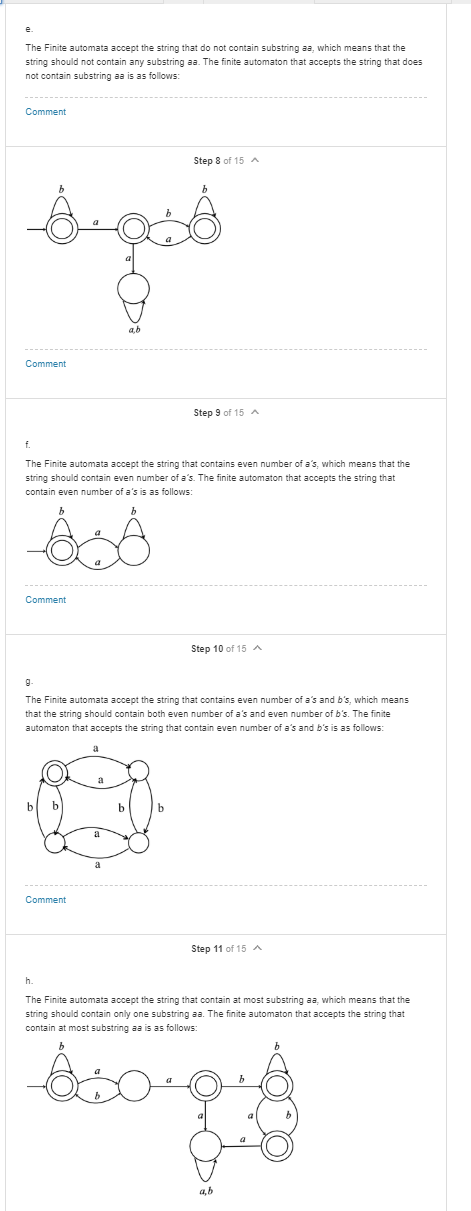 e.
The Finite automata accept the string that do not contain substring aa, which means that the
string should not contain any substring aa. The finite automaton that accepts the string that does
not contain substring aa is as follows:
Comment
Step 8 of 15
b
b
a
b
a
a
a,b
Comment
Step 9 of 15
f.
The Finite automata accept the string that contains even number of a's, which means that the
string should contain even number of a's. The finite automaton that accepts the string that
contain even number of a's is as follows:
b
b
a
a
Comment
Step 10 of 15
g.
The Finite automata accept the string that contains even number of a's and b's, which means
that the string should contain both even number of a's and even number of b's. The finite
automaton that accepts the string that contain even number of a's and b's is as follows:
a
a
b
b
b
b
a
a
Comment
Step 11 of 15
h.
The Finite automata accept the string that contain at most substring aa, which means that the
string should contain only one substring aa. The finite automaton that accepts the string that
contain at most substring aa is as follows:
b
b
a
a
b
b
a
a
b
a
a,b